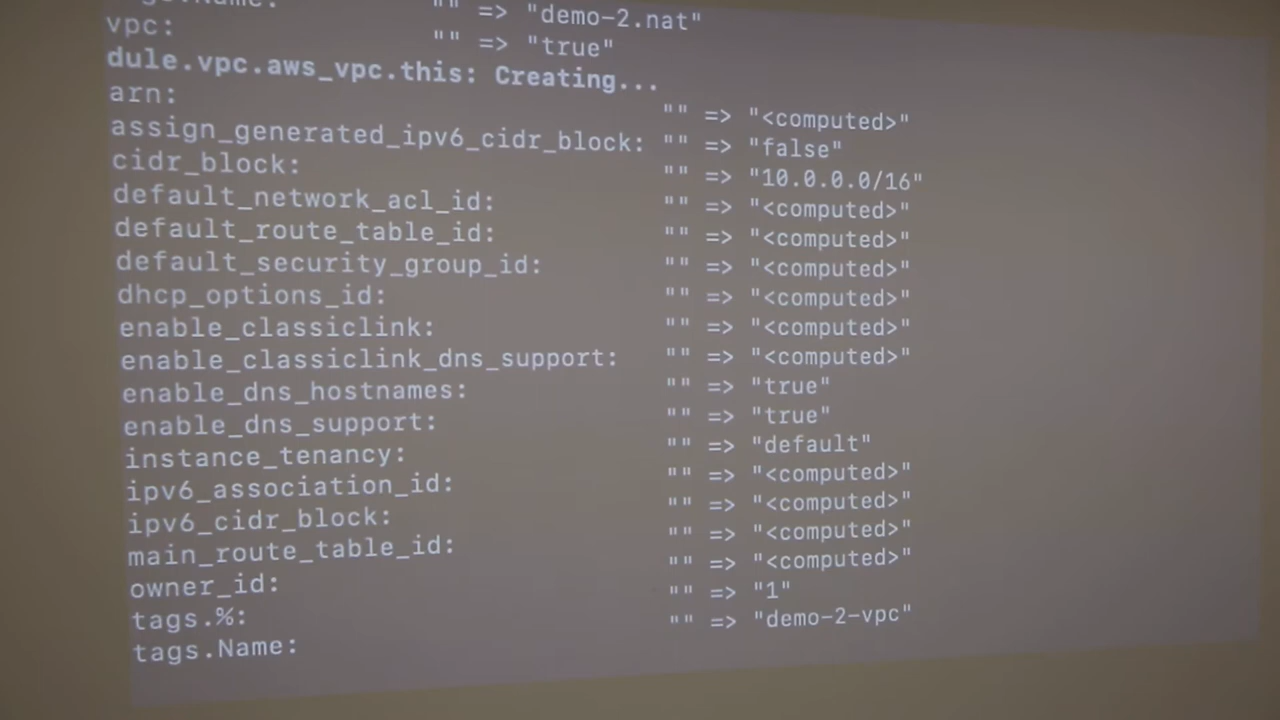 .Name: "" => "demo-2.nat"
vpc: "" => "true"
dule.vpc.aws_vpc.this: Creating...
arn: "" => "<computed>"
assign_generated_ipv6_cidr_block: "" => "false"
cidr_block: "" => "10.0.0.0/16"
default_network_acl_id: "" => "<computed>"
default_route_table_id: "" => "<computed>"
default_security_group_id: "" => "<computed>"
dhcp_options_id: "" => "<computed>"
enable_classiclink: "" => "<computed>"
enable_classiclink_dns_support: "" => "<computed>"
enable_dns_hostnames: "" => "true"
enable_dns_support: "" => "true"
instance_tenancy: "" => "default"
ipv6_association_id: "" => "<computed>"
ipv6_cidr_block: "" => "<computed>"
main_route_table_id: "" => "<computed>"
owner_id: "" => "<computed>"
tags.%: "" => "1"
tags.Name: "" => "demo-2-vpc"